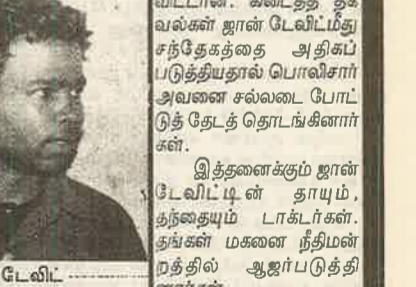 விட்டான். கிடைத்த தக
வல்கள் ஜான் டேவிட்மீது
சந்தேகத்தை அதிகப்
படுத்தியதால் பொலிசார்
அவனை சல்லடை போட்
டுத் தேடத் தொடங்கினார்
கள்.
இத்தனைக்கும் ஜான்
டேவிட்டின் தாயும்,
தந்தையும் டாக்டர்கள்.
தங்கள் மகனை நீதிமன்
றத்தில் ஆஜர்படுத்தி
டேவிட்